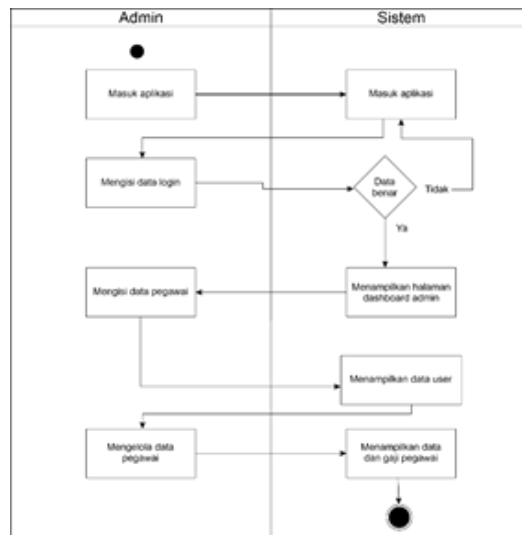 Admin
Sistem
Masuk aplikasi
Masuk aplikasi
Mengisi data login
Data
benar
Tidak
Ya
Mengisi data pegawai
Menampilkan halaman
dashboard admin
Menampilkan data user
Mengelola data
pegawai
Menampilkan data
dan gaji pegawai